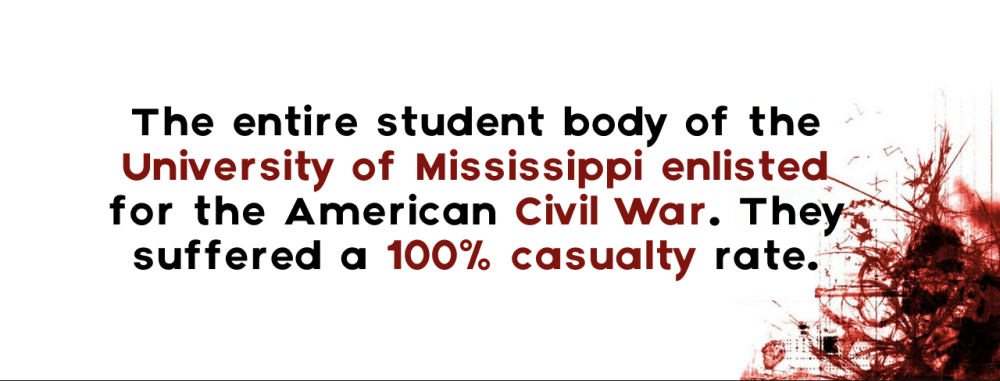 The entire student body of the
University of Mississippi enlisted
for the American Civil War. They
suffered a 100% casualty rate.